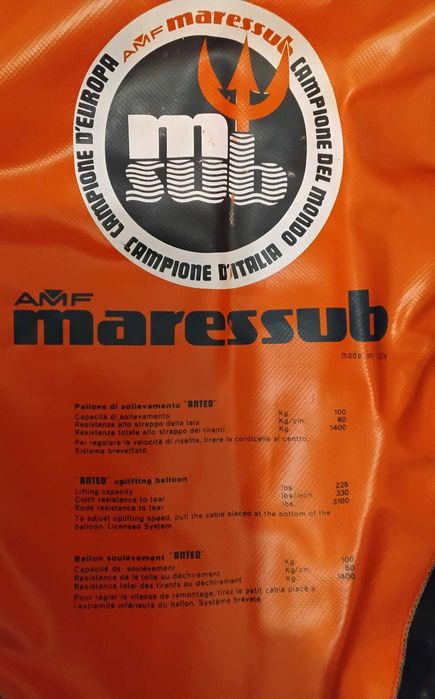 AMF maressub
CAMPIONE D'EUROPA
CAMPIONE DEL MONDO
CAMPIONE D'ITALIA
m
sub
AMF
maressub
made in Italy
Pallone di sollevamento "ANTEO"
Capacità di sollevamento Kg. 100
Resistenza allo strappo della tela Kg/cm. 60
Resistenza totale allo strappo dei tiranti Kg. 1400
Per regolare la velocità di risalita, tirare la cordicella al centro.
Sistema brevettato.
"ANTEO" uplifting balloon
Lifting capacity lbs 225
Cloth resistance to tear lbs/inch 330
Rods resistance to tear lbs. 3100
To adjust uplifting speed, pull the cable placed at the bottom of the
balloon. Licensed System.
Ballon soulèvement "ANTEO"
Capacité de soulèvement Kg. 100
Résistance de la toile au déchirement Kg/cm. 60
Résistance total des tirants au déchirement Kg. 1400
Pour régler la vitesse de remontage, tirez le petit câble placé à
l'extrémité inférieure du ballon. Système brévété.